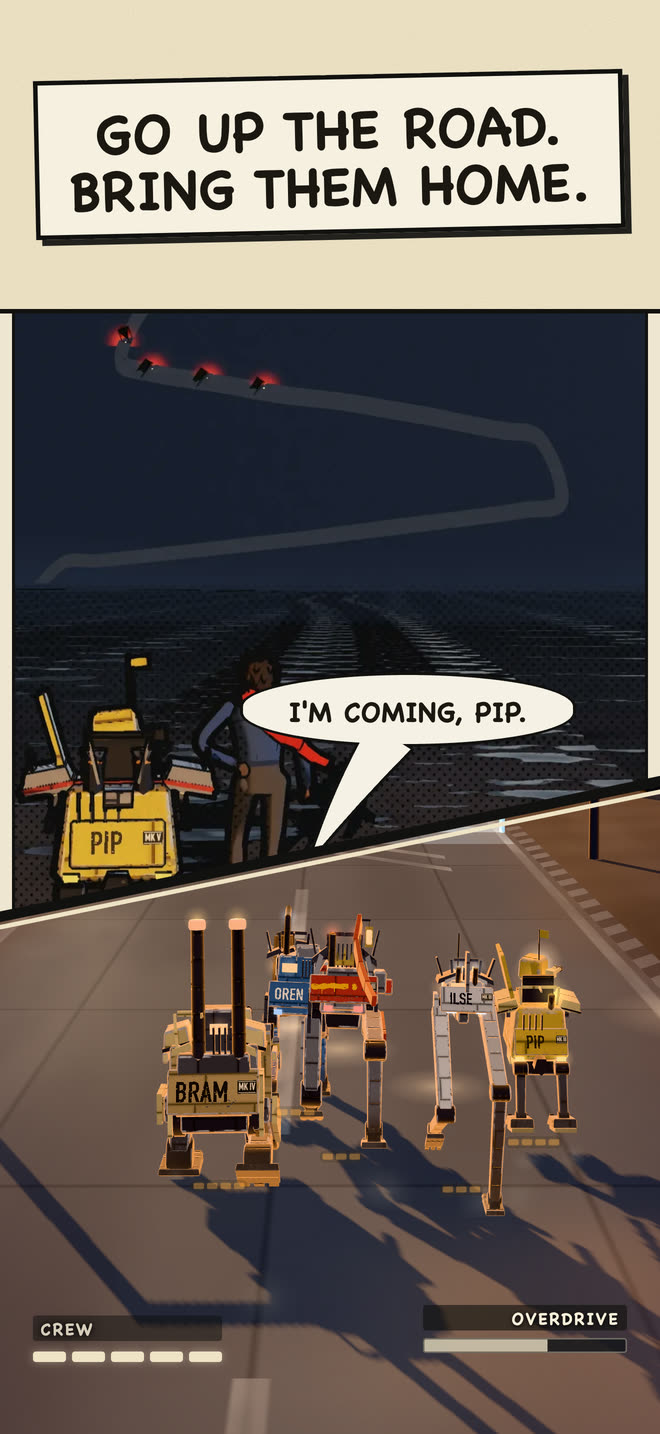 GO UP THE ROAD.
BRING THEM HOME.
I'M COMING, PIP.
PIP
MK V
OREN
ILSE
PIP
BRAM
MK IV
CREW
OVERDRIVE